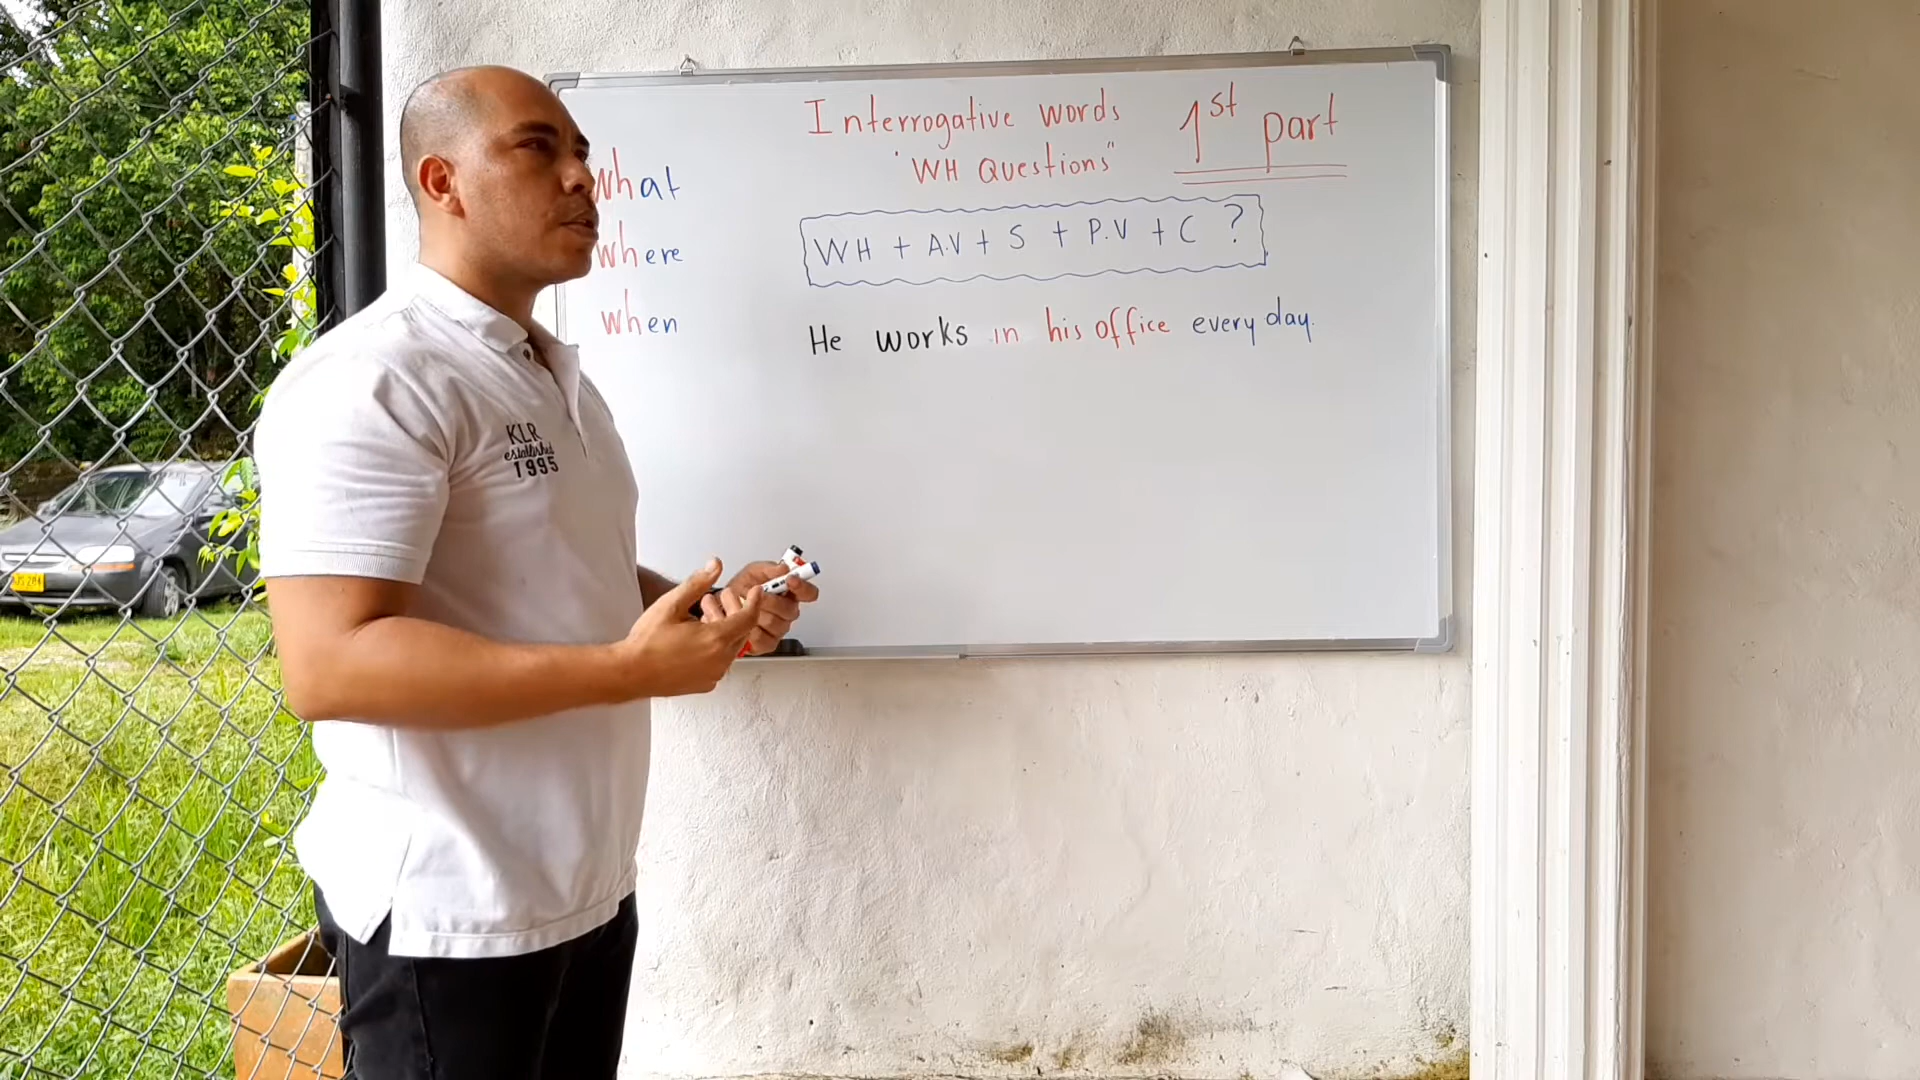 Interrogative words
"WH Questions"
1st part
what
where
when
WH + A.V + S + P.V + C ?
He works in his office every day.
KLR
established
1995